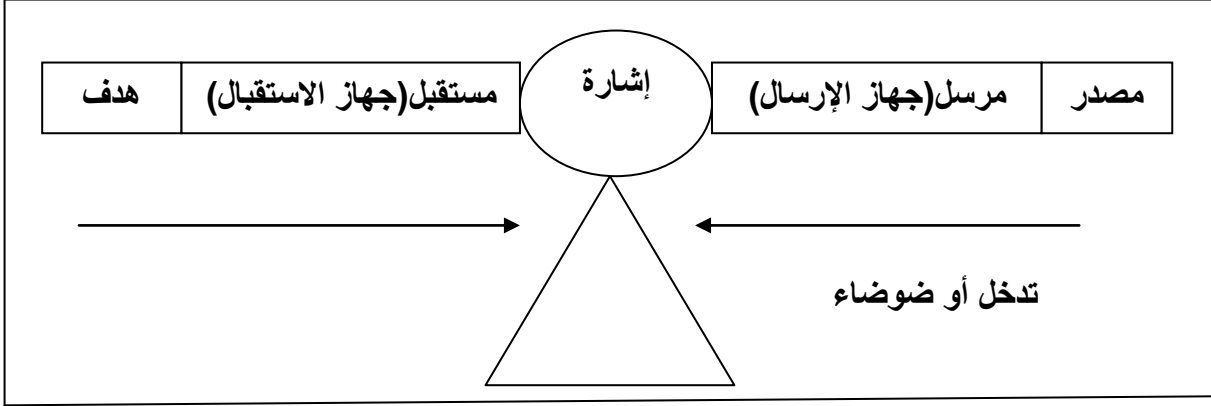 مصدر
مرسل(جهاز الإرسال)
إشارة
مستقبل(جهاز الاستقبال)
هدف
تدخل أو ضوضاء